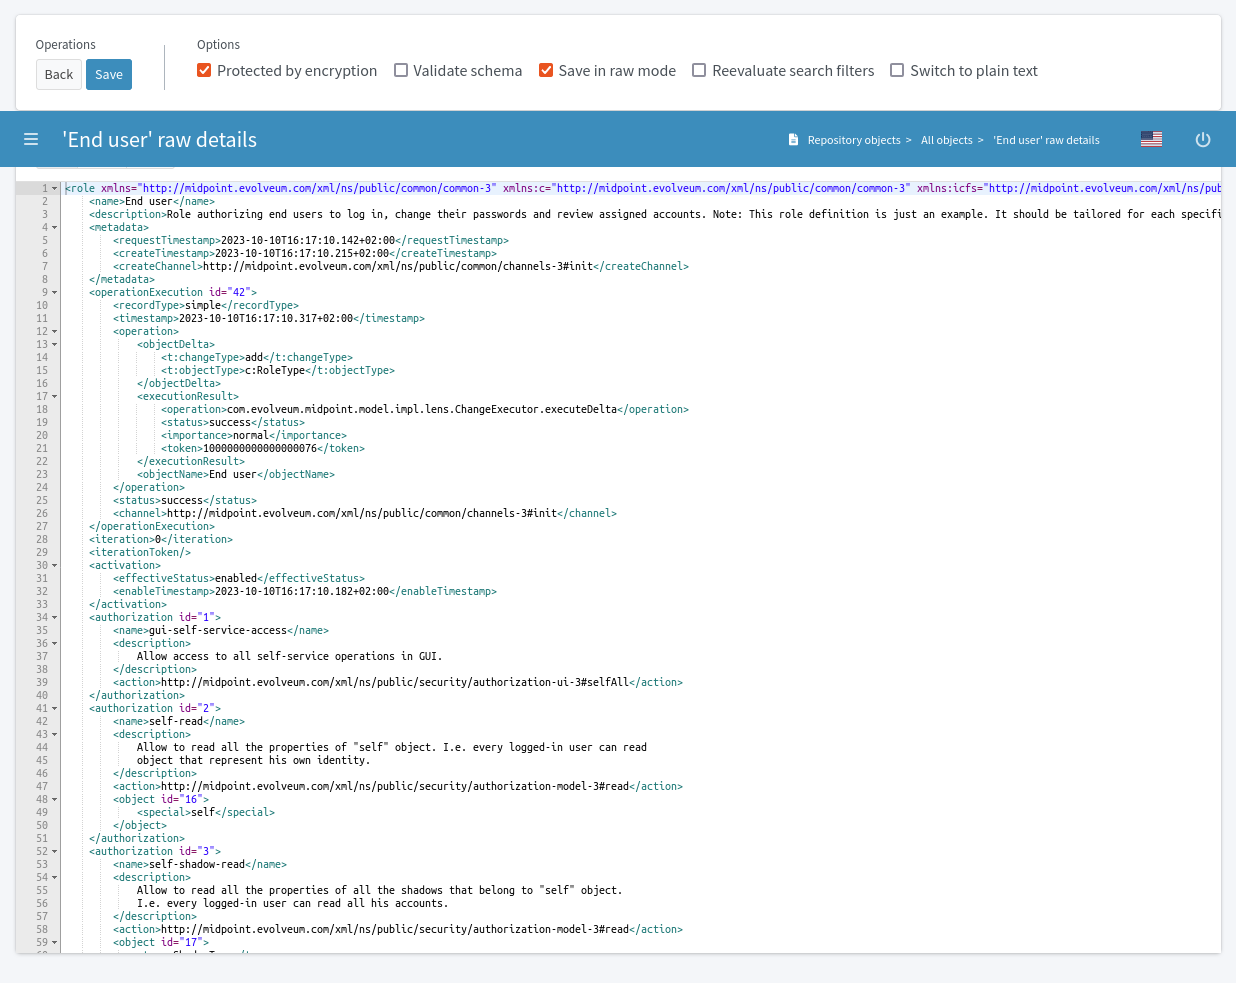 Operations
Back Save
Options
Protected by encryption Validate schema Save in raw mode Reevaluate search filters Switch to plain text
'End user' raw details
Repository objects > All objects > 'End user' raw details
1 <role xmlns="http://midpoint.evolveum.com/xml/ns/public/common/common-3" xmlns:c="http://midpoint.evolveum.com/xml/ns/public/common/common-3" xmlns:icfs="http://midpoint.evolveum.com/xml/ns/pub
2 <name>End user</name>
3 <description>Role authorizing end users to log in, change their passwords and review assigned accounts. Note: This role definition is just an example. It should be tailored for each specifi
4 <metadata>
5 <requestTimestamp>2023-10-10T16:17:10.142+02:00</requestTimestamp>
6 <createTimestamp>2023-10-10T16:17:10.215+02:00</createTimestamp>
7 <createChannel>http://midpoint.evolveum.com/xml/ns/public/common/channels-3#init</createChannel>
8 </metadata>
9 <operationExecution id="42">
10 <recordType>simple</recordType>
11 <timestamp>2023-10-10T16:17:10.317+02:00</timestamp>
12 <operation>
13 <objectDelta>
14 <t:changeType>add</t:changeType>
15 <t:objectType>c:RoleType</t:objectType>
16 </objectDelta>
17 <executionResult>
18 <operation>com.evolveum.midpoint.model.impl.lens.ChangeExecutor.executeDelta</operation>
19 <status>success</status>
20 <importance>normal</importance>
21 <token>1000000000000000076</token>
22 </executionResult>
23 <objectName>End user</objectName>
24 </operation>
25 <status>success</status>
26 <channel>http://midpoint.evolveum.com/xml/ns/public/common/channels-3#init</channel>
27 </operationExecution>
28 <iteration>0</iteration>
29 <iterationToken/>
30 <activation>
31 <effectiveStatus>enabled</effectiveStatus>
32 <enableTimestamp>2023-10-10T16:17:10.182+02:00</enableTimestamp>
33 </activation>
34 <authorization id="1">
35 <name>gui-self-service-access</name>
36 <description>
37 Allow access to all self-service operations in GUI.
38 </description>
39 <action>http://midpoint.evolveum.com/xml/ns/public/security/authorization-ui-3#selfAll</action>
40 </authorization>
41 <authorization id="2">
42 <name>self-read</name>
43 <description>
44 Allow to read all the properties of "self" object. I.e. every logged-in user can read
45 object that represent his own identity.
46 </description>
47 <action>http://midpoint.evolveum.com/xml/ns/public/security/authorization-model-3#read</action>
48 <object id="16">
49 <special>self</special>
50 </object>
51 </authorization>
52 <authorization id="3">
53 <name>self-shadow-read</name>
54 <description>
55 Allow to read all the properties of all the shadows that belong to "self" object.
56 I.e. every logged-in user can read all his accounts.
57 </description>
58 <action>http://midpoint.evolveum.com/xml/ns/public/security/authorization-model-3#read</action>
59 <object id="17">